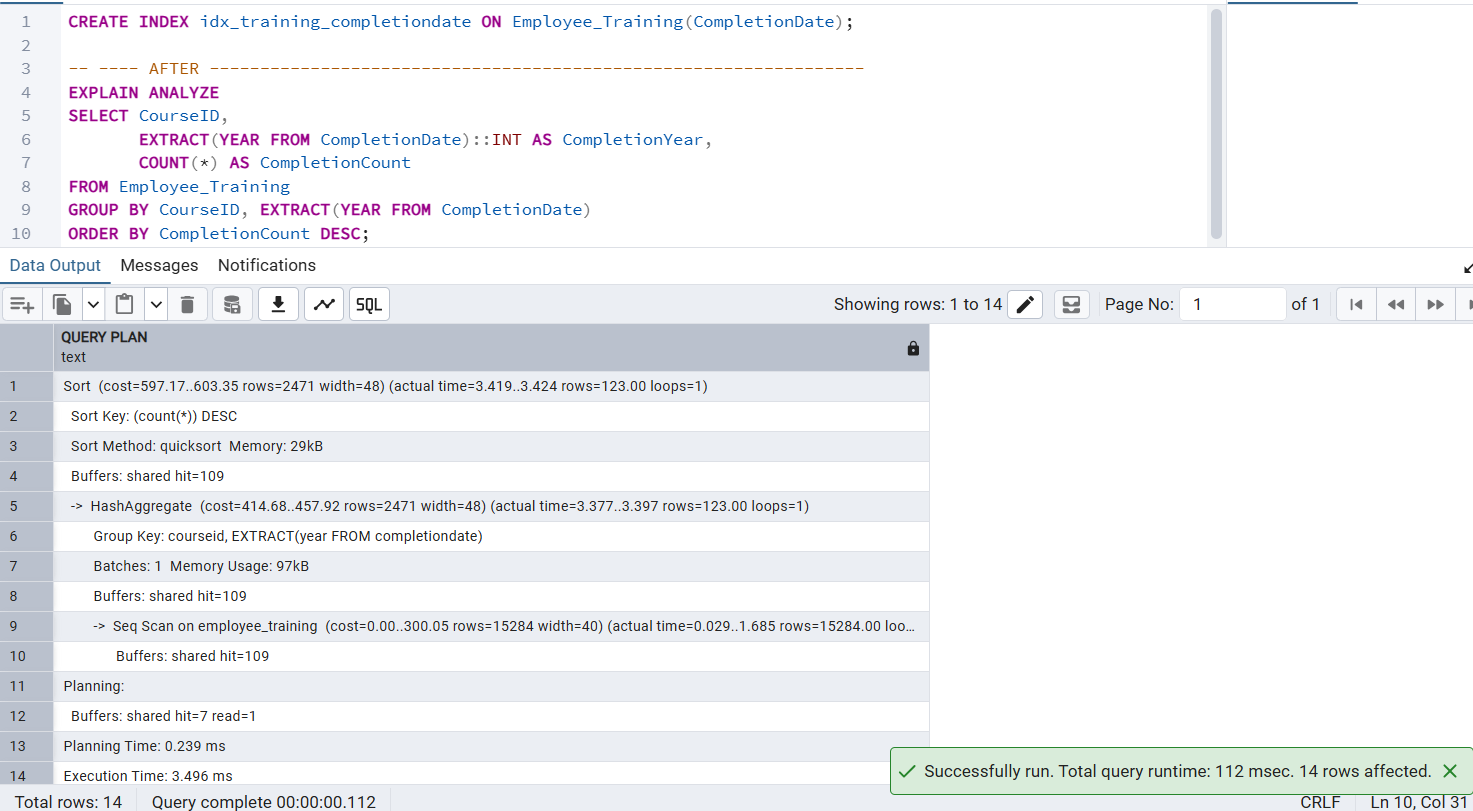 1 CREATE INDEX idx_training_completiondate ON Employee_Training(CompletionDate);
2
3 -- ---- AFTER -----------------------------------------------------------------
4 EXPLAIN ANALYZE
5 SELECT CourseID,
6 EXTRACT(YEAR FROM CompletionDate)::INT AS CompletionYear,
7 COUNT(*) AS CompletionCount
8 FROM Employee_Training
9 GROUP BY CourseID, EXTRACT(YEAR FROM CompletionDate)
10 ORDER BY CompletionCount DESC;
Data Output Messages Notifications
SQL Showing rows: 1 to 14 Page No: 1 of 1
QUERY PLAN
text
1 Sort (cost=597.17..603.35 rows=2471 width=48) (actual time=3.419..3.424 rows=123.00 loops=1)
2 Sort Key: (count(*)) DESC
3 Sort Method: quicksort Memory: 29kB
4 Buffers: shared hit=109
5 -> HashAggregate (cost=414.68..457.92 rows=2471 width=48) (actual time=3.377..3.397 rows=123.00 loops=1)
6 Group Key: courseid, EXTRACT(year FROM completiondate)
7 Batches: 1 Memory Usage: 97kB
8 Buffers: shared hit=109
9 -> Seq Scan on employee_training (cost=0.00..300.05 rows=15284 width=40) (actual time=0.029..1.685 rows=15284.00 loo...
10 Buffers: shared hit=109
11 Planning:
12 Buffers: shared hit=7 read=1
13 Planning Time: 0.239 ms
14 Execution Time: 3.496 ms
Successfully run. Total query runtime: 112 msec. 14 rows affected.
Total rows: 14 Query complete 00:00:00.112 CRLF Ln 10, Col 31